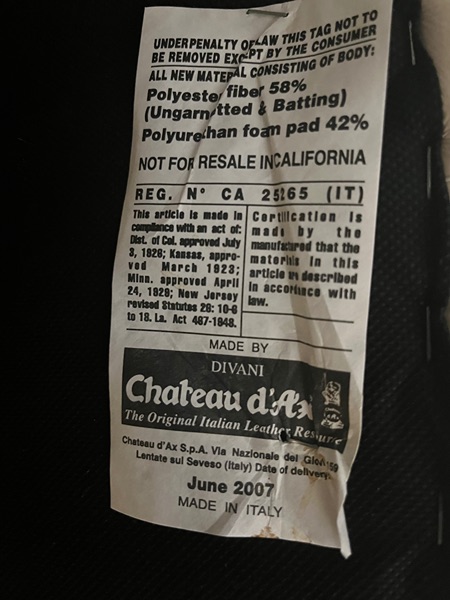 UNDER PENALTY OF LAW THIS TAG NOT TO
BE REMOVED EXCEPT BY THE CONSUMER
ALL NEW MATERIAL CONSISTING OF BODY:
Polyester fiber 58%
(Ungarnetted & Batting)
Polyurethan foam pad 42%
NOT FOR RESALE IN CALIFORNIA
REG. N° CA 25265 (IT)
This article is made in
compliance with an act of:
Dist. of Col. approved July
3, 1926; Kansas, appro-
ved March 1923;
Minn. approved April
24, 1929; New Jersey
revised Statutes 26: 10-6
to 18. La. Act 467-1948.
Certification is
made by the
manufactured that the
materials in this
article are described
in accordance with
law.
MADE BY
DIVANI
Chateau d'Ax
The Original Italian Leather Resource
Chateau d'Ax S.p.A. Via Nazionale dei Giovi 159
Lentate sul Seveso (Italy) Date of delivery
June 2007
MADE IN ITALY